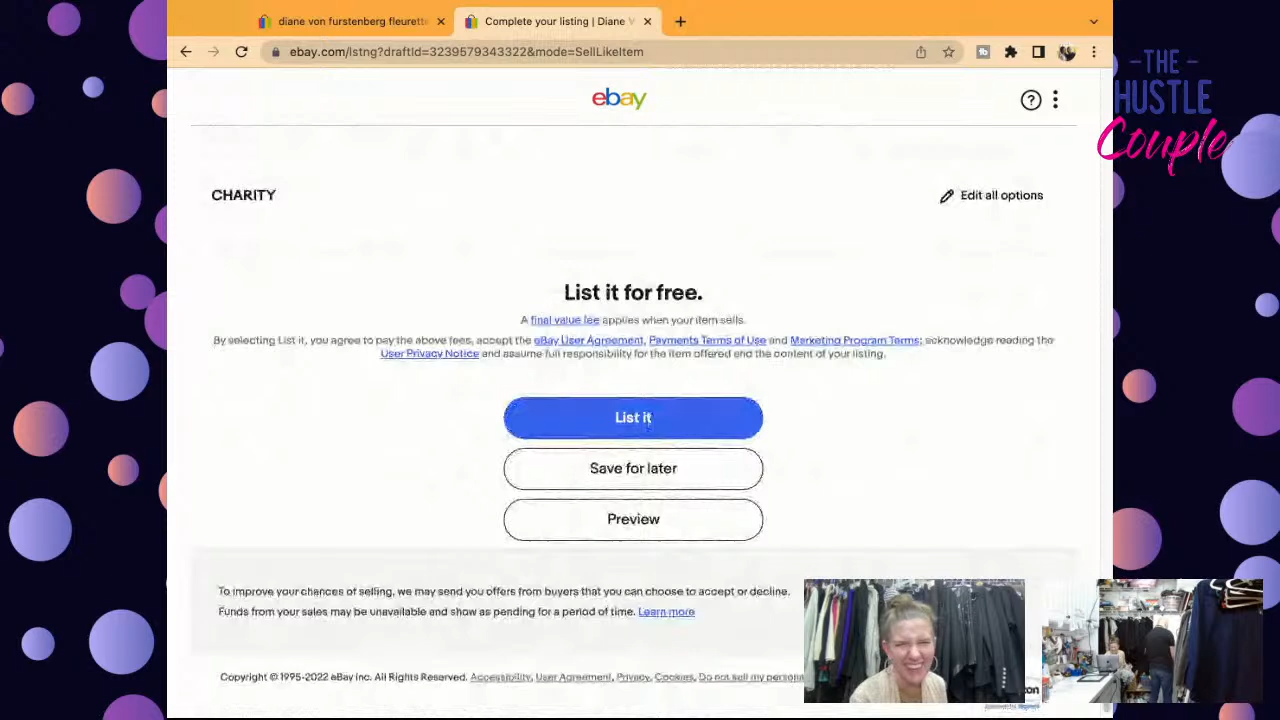 diane von furstenberg fleurette
Complete your listing | Diane V
ebay.com/lstng?draftId=3239579343322&mode=SellLikeItem
-THE-
HUSTLE
Couple
ebay
CHARITY
Edit all options
List it for free.
A final value fee applies when your item sells.
By selecting List it, you agree to pay the above fees, accept the eBay User Agreement, Payments Terms of Use and Marketing Program Terms; acknowledge reading the
User Privacy Notice and assume full responsibility for the item offered and the content of your listing.
List it
Save for later
Preview
To improve your chances of selling, we may send you offers from buyers that you can choose to accept or decline.
Funds from your sales may be unavailable and show as pending for a period of time. Learn more
Copyright © 1995-2022 eBay Inc. All Rights Reserved. Accessibility, User Agreement, Privacy, Cookies, Do not sell my persona